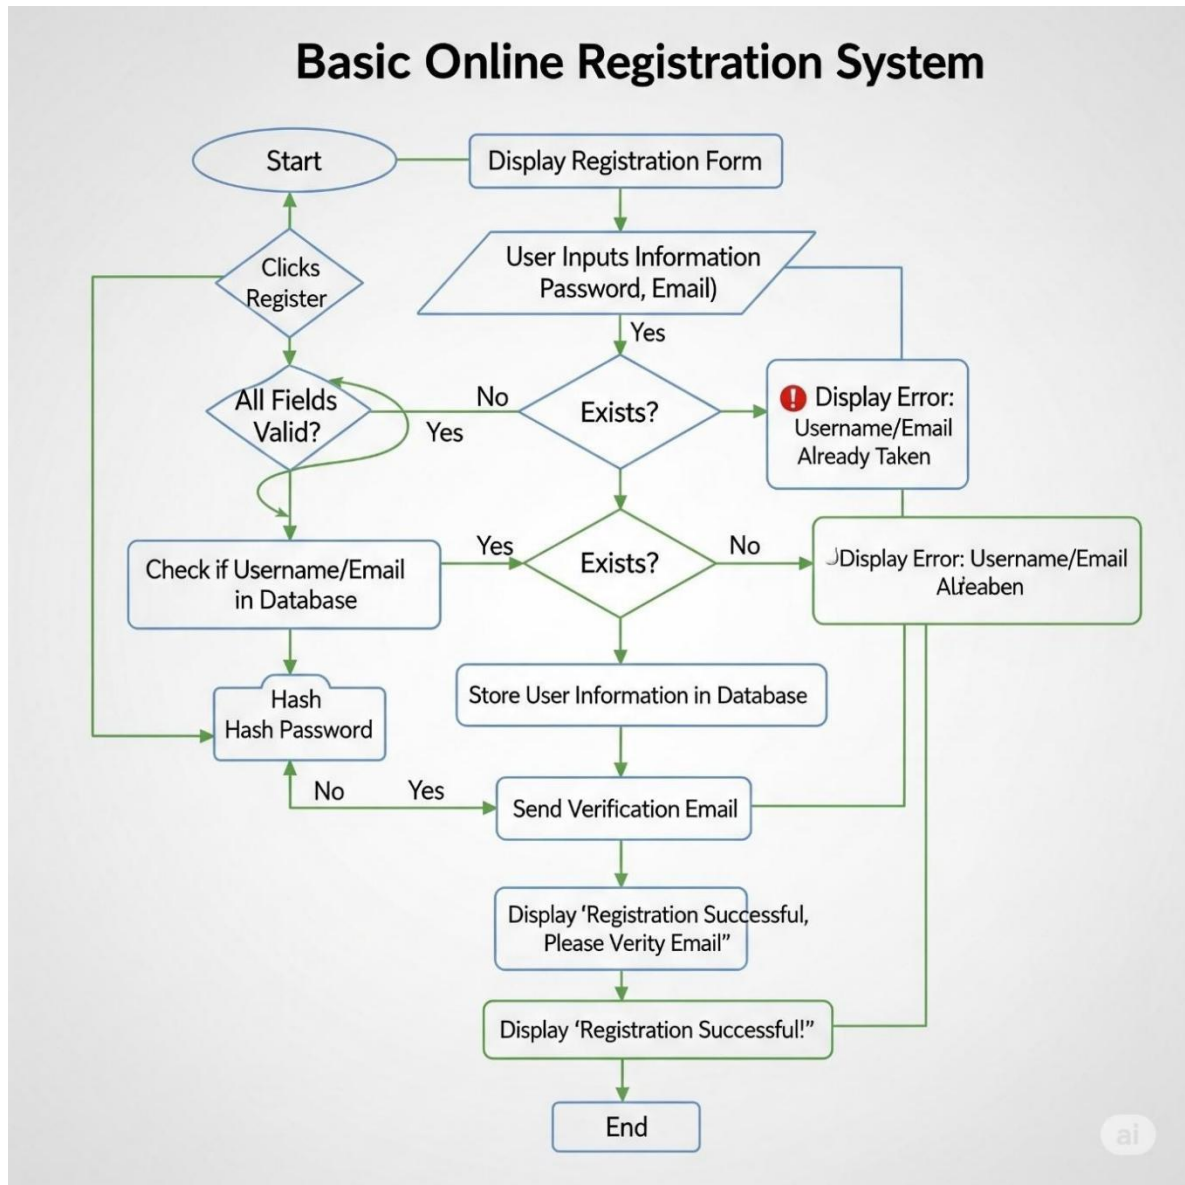 Basic Online Registration System
Start
Display Registration Form
Clicks
Register
User Inputs Information
Password, Email)
Yes
All Fields
Valid?
No
Yes
Exists?
Display Error:
Username/Email
Already Taken
Check if Username/Email
in Database
Yes
Exists?
No
Display Error: Username/Email
Alreaben
Hash
Hash Password
Store User Information in Database
No
Yes
Send Verification Email
Display ‘Registration Successful,
Please Verity Email”
Display ‘Registration Successful!”
End
ai